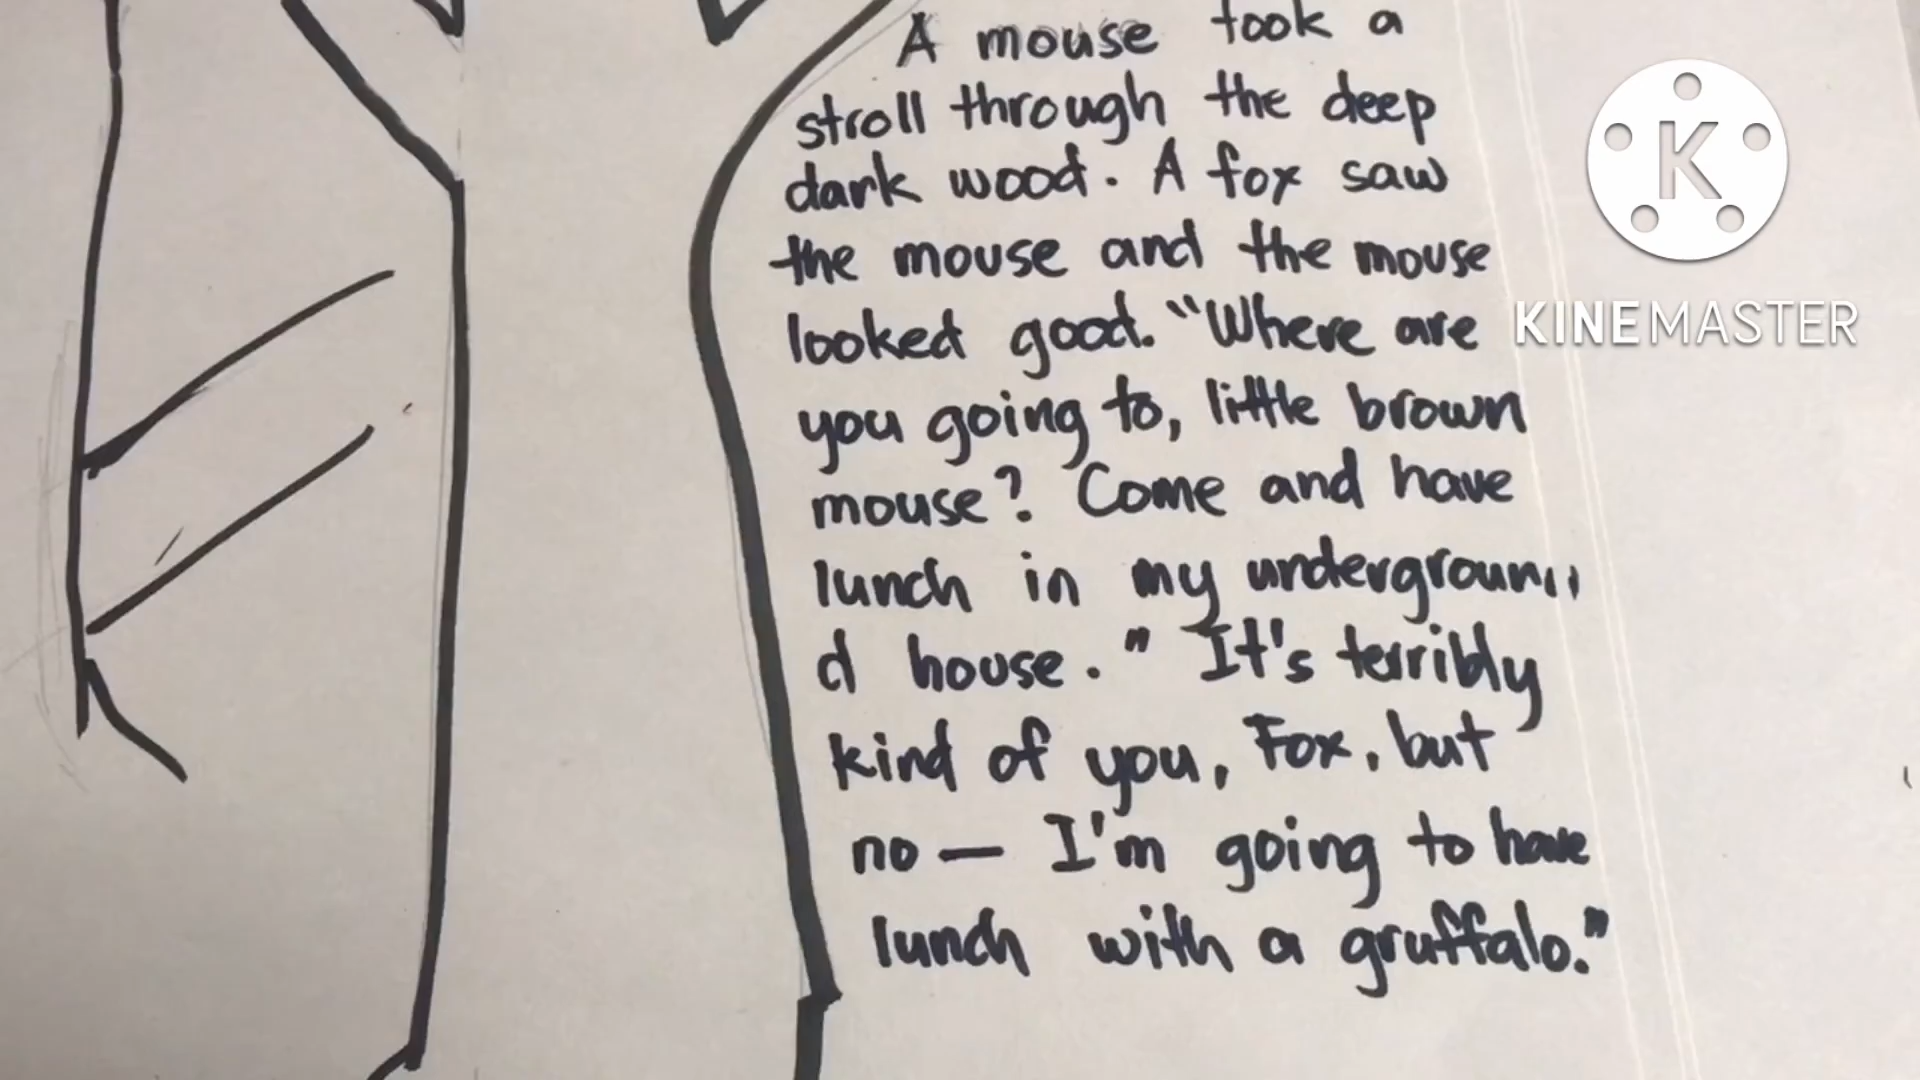 A mouse took a
stroll through the deep
dark wood. A fox saw
the mouse and the mouse
looked good. "Where are
you going to, little brown
mouse? Come and have
lunch in my undergroun
d house." It's terribly
kind of you, Fox, but
no — I'm going to have
lunch with a gruffalo."
K
KINEMASTER